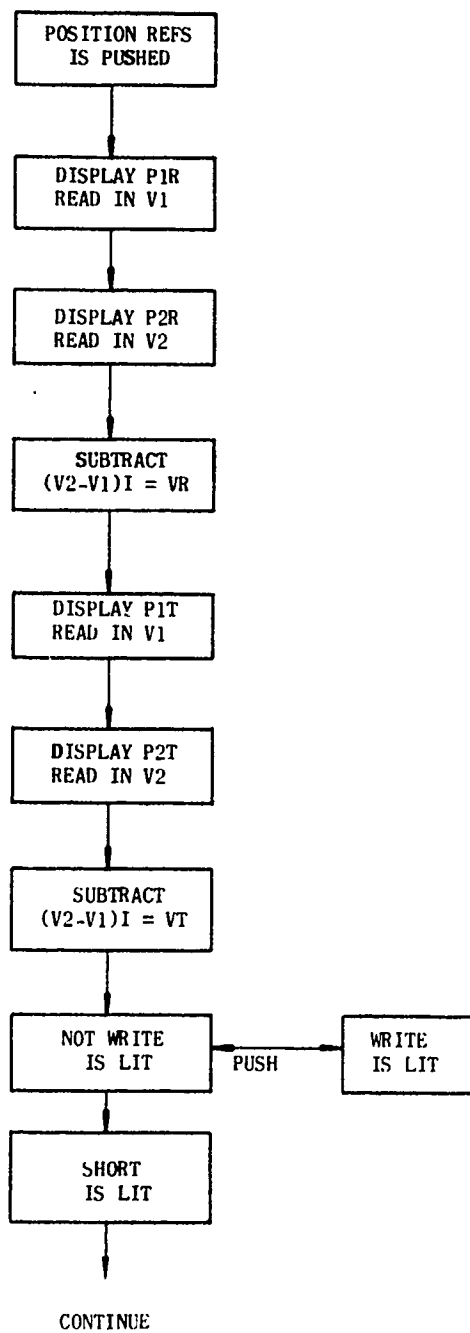 POSITION REFS
IS PUSHED
DISPLAY P1R
READ IN V1
DISPLAY P2R
READ IN V2
SUBTRACT
(V2-V1)I = VR
DISPLAY P1T
READ IN V1
DISPLAY P2T
READ IN V2
SUBTRACT
(V2-V1)I = VT
NOT WRITE
IS LIT
PUSH
WRITE
IS LIT
SHORT
IS LIT
CONTINUE